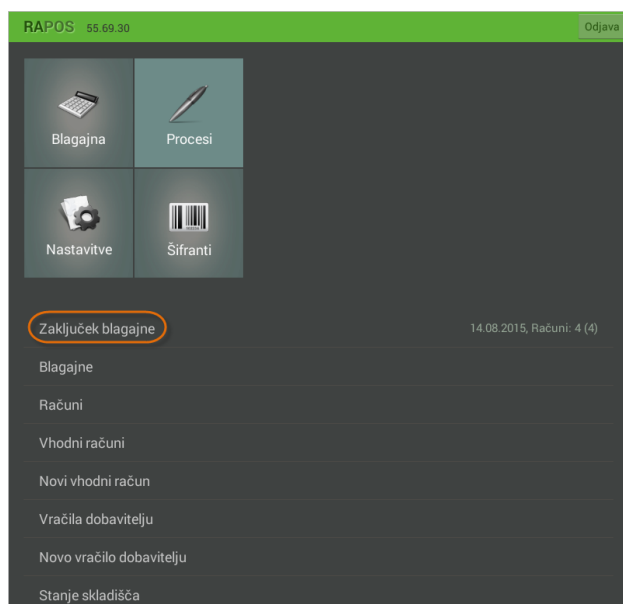 RAPOS 55.69.30 Odjava
Blagajna Procesi
Nastavitve Šifranti
Zaključek blagajne 14.08.2015, Računi: 4 (4)
Blagajne
Računi
Vhodni računi
Novi vhodni račun
Vračila dobavitelju
Novo vračilo dobavitelju
Stanje skladišča